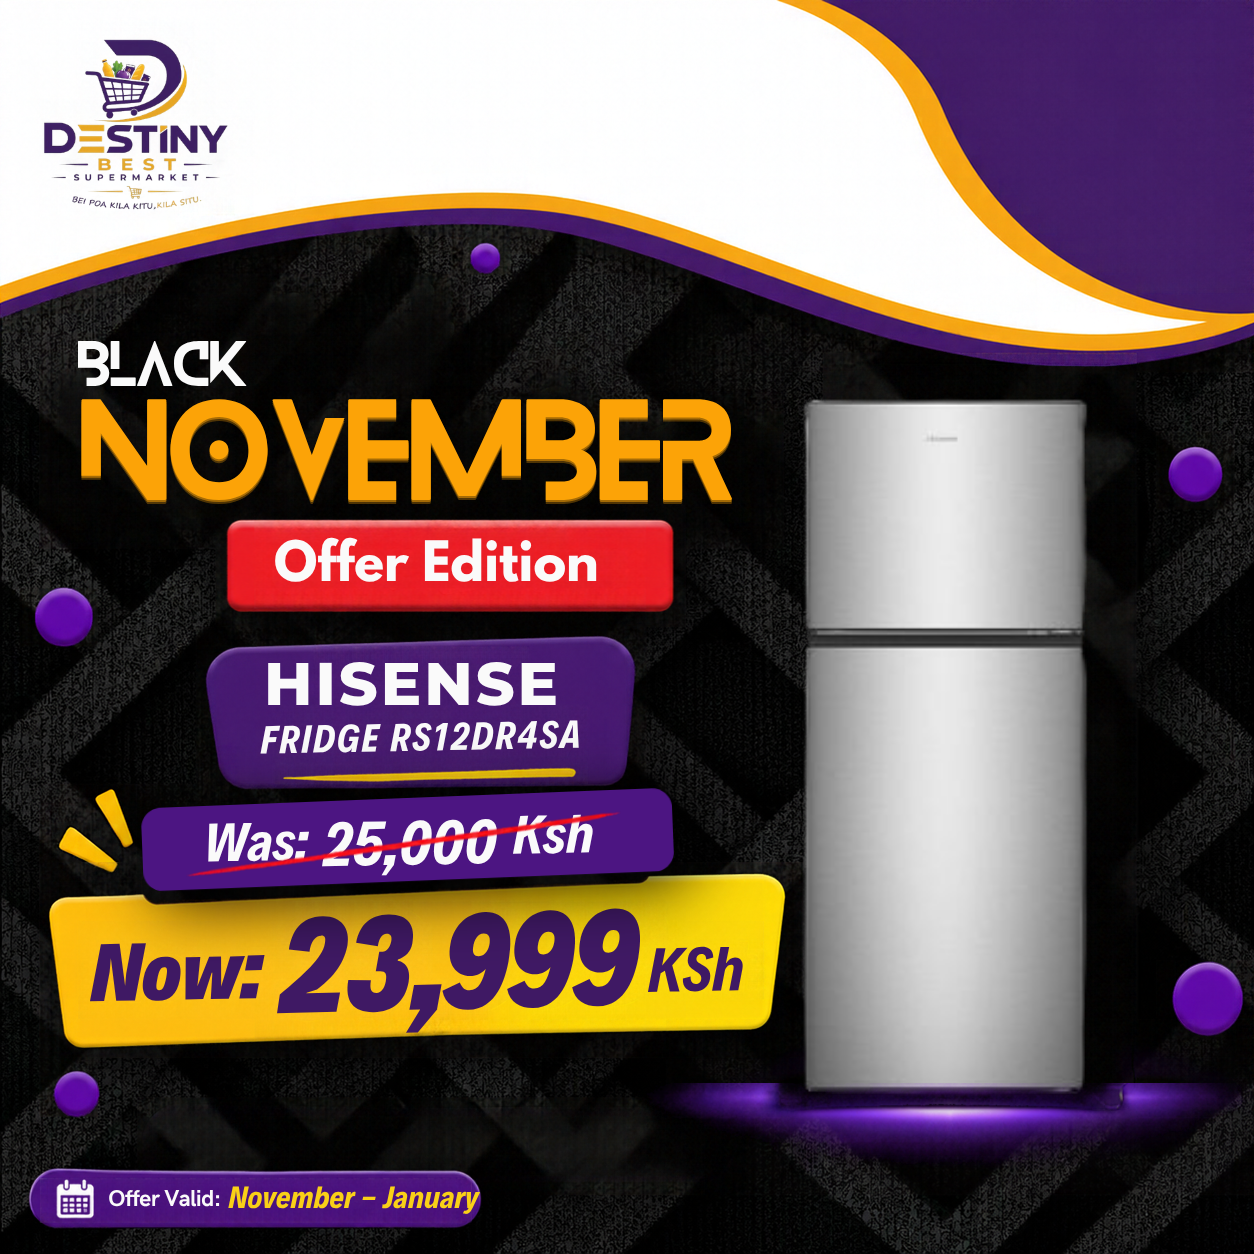 DESTINY
BEST
SUPERMARKET
BEI POA KILA KITU, KILA SITU.
BLACK
NOVEMBER
Offer Edition
Hisense
HISENSE
FRIDGE RS12DR4SA
Was: 25,000 Ksh
Now: 23,999 KSh
Offer Valid: November – January